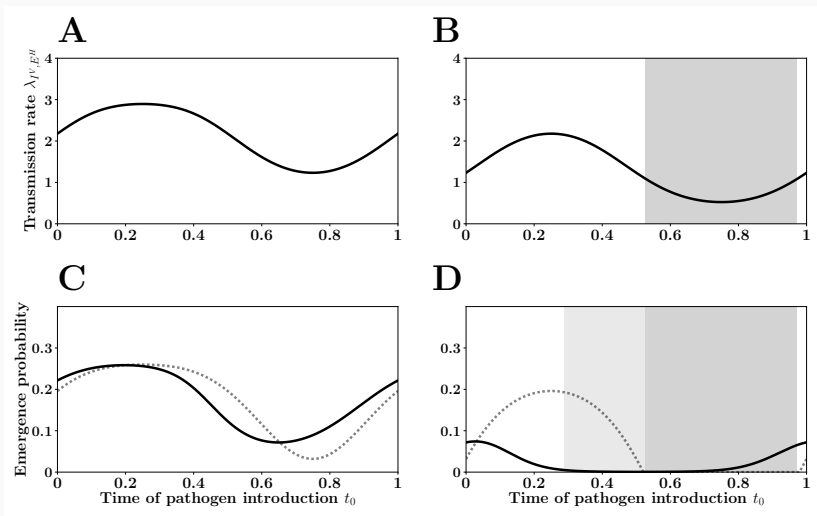 A
B
Transmission rate λ_{I^V,E^H}
4
3
2
1
0
0 0.2 0.4 0.6 0.8 1
4
3
2
1
0
0 0.2 0.4 0.6 0.8 1
C
D
Emergence probability
0.3
0.2
0.1
0
0 0.2 0.4 0.6 0.8 1
Time of pathogen introduction t₀
0.3
0.2
0.1
0
0 0.2 0.4 0.6 0.8 1
Time of pathogen introduction t₀